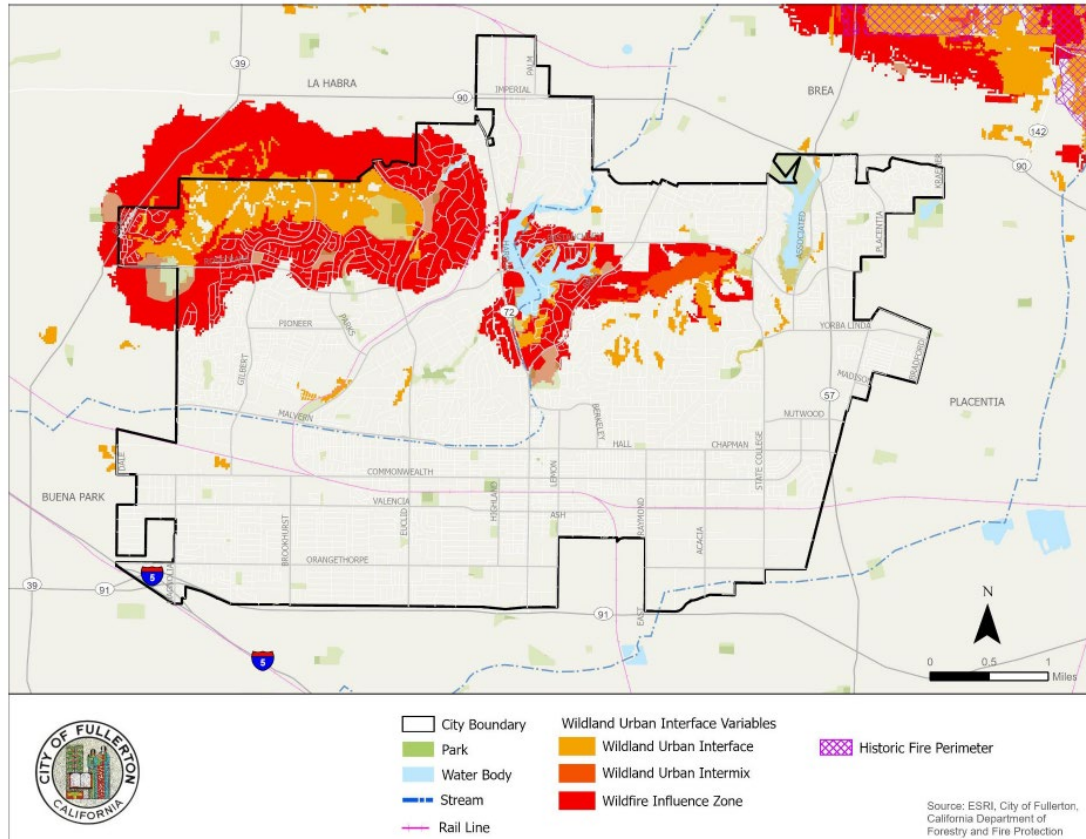 39
LA HABRA
PALM
IMPERIAL
90
BREA
142
90
KRAEMER
ASSOCIATED
PLACENTIA
HARBOR
72
PIONEER
PARKS
GILBERT
YORBA LINDA
BRADFORD
MADISON
57
PLACENTIA
MALVERN
BERKELEY
NUTWOOD
HALL
CHAPMAN
DALE
COMMONWEALTH
LEMON
STATE COLLEGE
BUENA PARK
VALENCIA
HIGHLAND
ASH
RAYMOND
ACACIA
BROOKHURST
EUCLID
ORANGETHORPE
5
39
91
MAGNOLIA
91
EAST
5
N
0 0.5 1
Miles
CITY OF FULLERTON
CALIFORNIA
City Boundary
Park
Water Body
Stream
Rail Line
Wildland Urban Interface Variables
Wildland Urban Interface
Wildland Urban Intermix
Wildfire Influence Zone
Historic Fire Perimeter
Source: ESRI, City of Fullerton,
California Department of
Forestry and Fire Protection